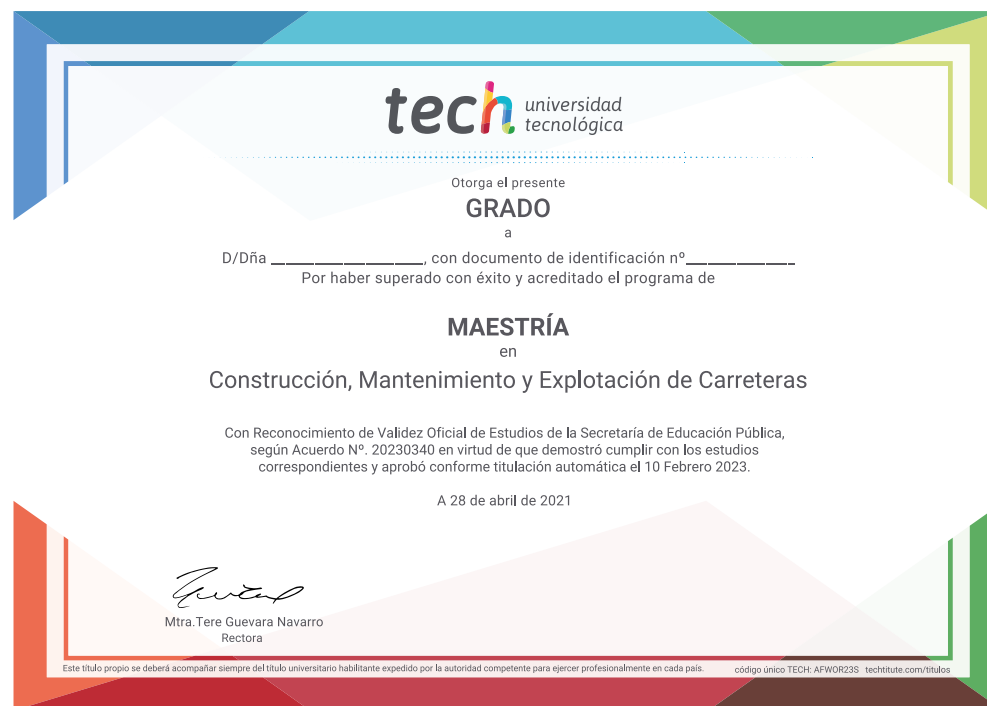 tech universidad
tecnológica
Otorga el presente
GRADO
a
D/Dña ____________________, con documento de identificación nº______________
Por haber superado con éxito y acreditado el programa de
MAESTRÍA
en
Construcción, Mantenimiento y Explotación de Carreteras
Con Reconocimiento de Validez Oficial de Estudios de la Secretaría de Educación Pública,
según Acuerdo Nº. 20230340 en virtud de que demostró cumplir con los estudios
correspondientes y aprobó conforme titulación automática el 10 Febrero 2023.
A 28 de abril de 2021
Mtra.Tere Guevara Navarro
Rectora
Este título propio se deberá acompañar siempre del título universitario habilitante expedido por la autoridad competente para ejercer profesionalmente en cada país. código único TECH: AFWOR23S techtitute.com/titulos